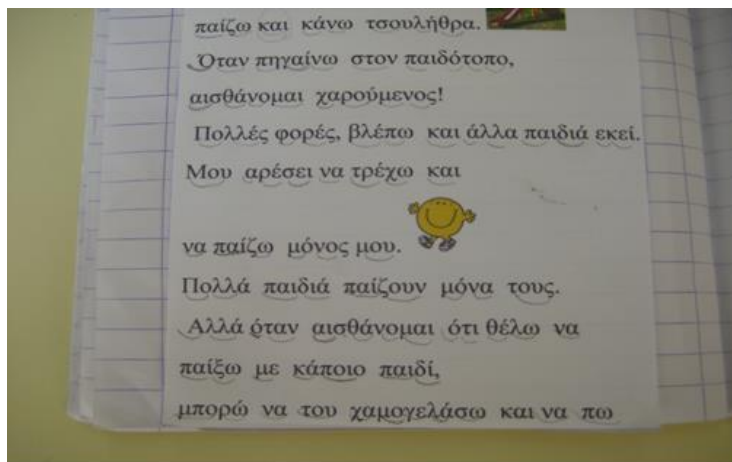 παίζω και κάνω τσουλήθρα.
Όταν πηγαίνω στον παιδότοπο,
αισθάνομαι χαρούμενος!
Πολλές φορές, βλέπω και άλλα παιδιά εκεί.
Μου αρέσει να τρέχω και
να παίζω μόνος μου.
Πολλά παιδιά παίζουν μόνα τους.
Αλλά όταν αισθάνομαι ότι θέλω να
παίξω με κάποιο παιδί,
μπορώ να του χαμογελάσω και να πω